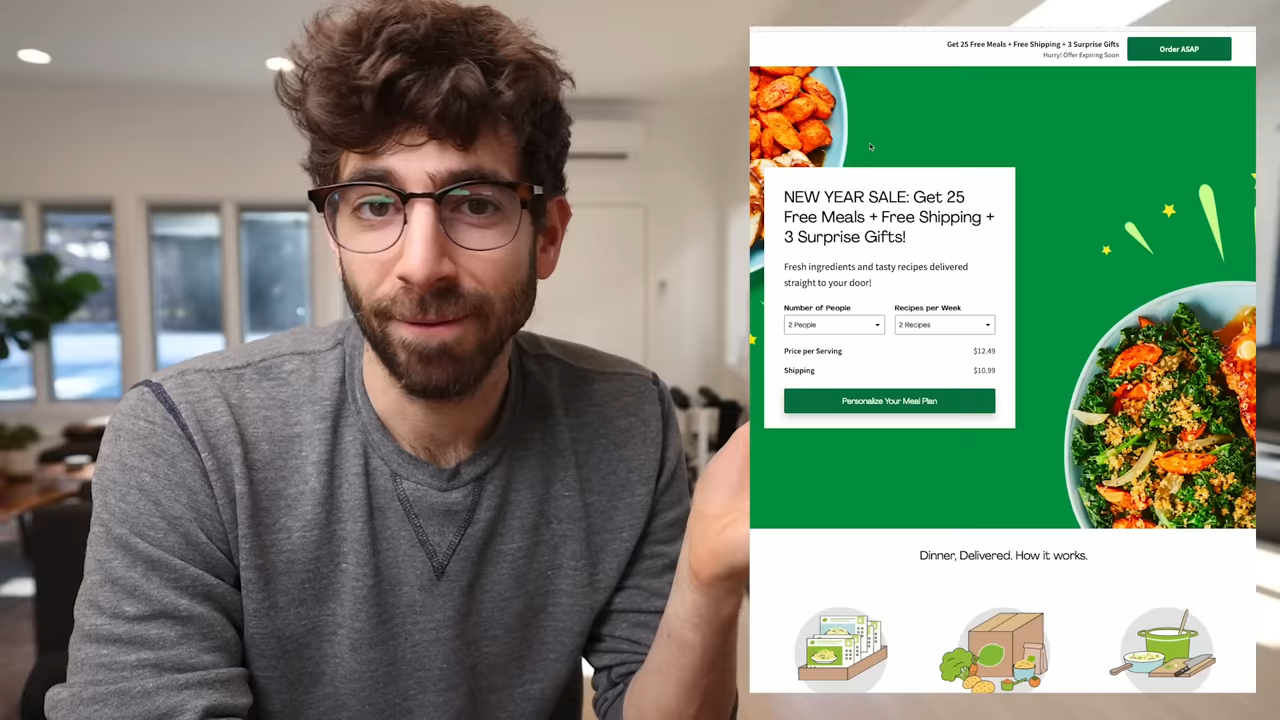 Get 25 Free Meals + Free Shipping + 3 Surprise Gifts
Hurry! Offer Expiring Soon
Order ASAP
NEW YEAR SALE: Get 25
Free Meals + Free Shipping +
3 Surprise Gifts!
Fresh ingredients and tasty recipes delivered
straight to your door!
Number of People
Recipes per Week
2 People
2 Recipes
Price per Serving
$12.49
Shipping
$10.99
Personalize Your Meal Plan
Dinner, Delivered. How it works.